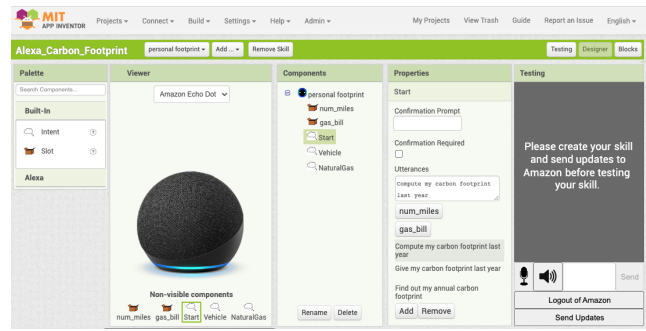 MIT
APP INVENTOR
Projects Connect Build Settings Help Admin My Projects View Trash Guide Report an Issue English
Alexa_Carbon_Footprint personal footprint Add ... Remove Skill Testing Designer Blocks
Palette
Search Components...
Built-In
Intent
Slot
Alexa
Viewer
Amazon Echo Dot
Non-visible components
num_miles gas_bill Start Vehicle NaturalGas
Components
personal footprint
num_miles
gas_bill
Start
Vehicle
NaturalGas
Rename Delete
Properties
Start
Confirmation Prompt
Confirmation Required
Utterances
Compute my carbon footprint
last year
num_miles
gas_bill
Compute my carbon footprint last
year
Give my carbon footprint last year
Find out my annual carbon
footprint
Add Remove
Testing
Please create your skill
and send updates to
Amazon before testing
your skill.
Send
Logout of Amazon
Send Updates